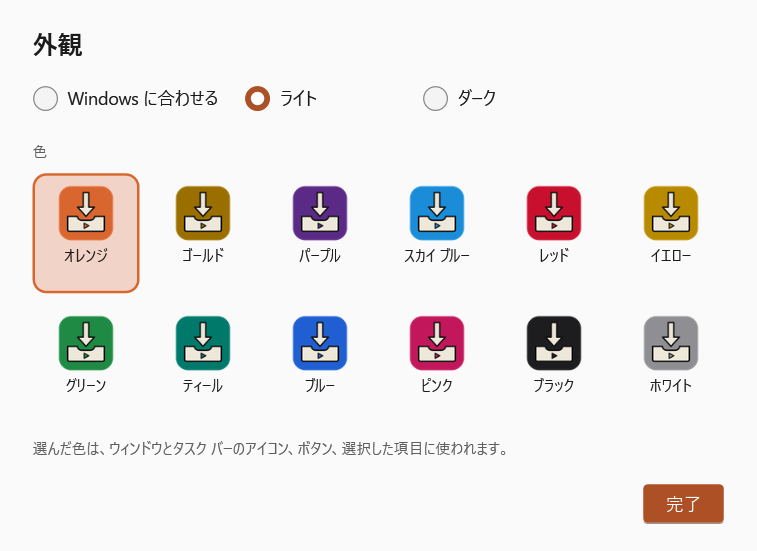 外観
Windows に合わせる ライト ダーク
色
オレンジ ゴールド パープル スカイ ブルー レッド イエロー
グリーン ティール ブルー ピンク ブラック ホワイト
選んだ色は、ウィンドウとタスク バーのアイコン、ボタン、選択した項目に使われます。
完了